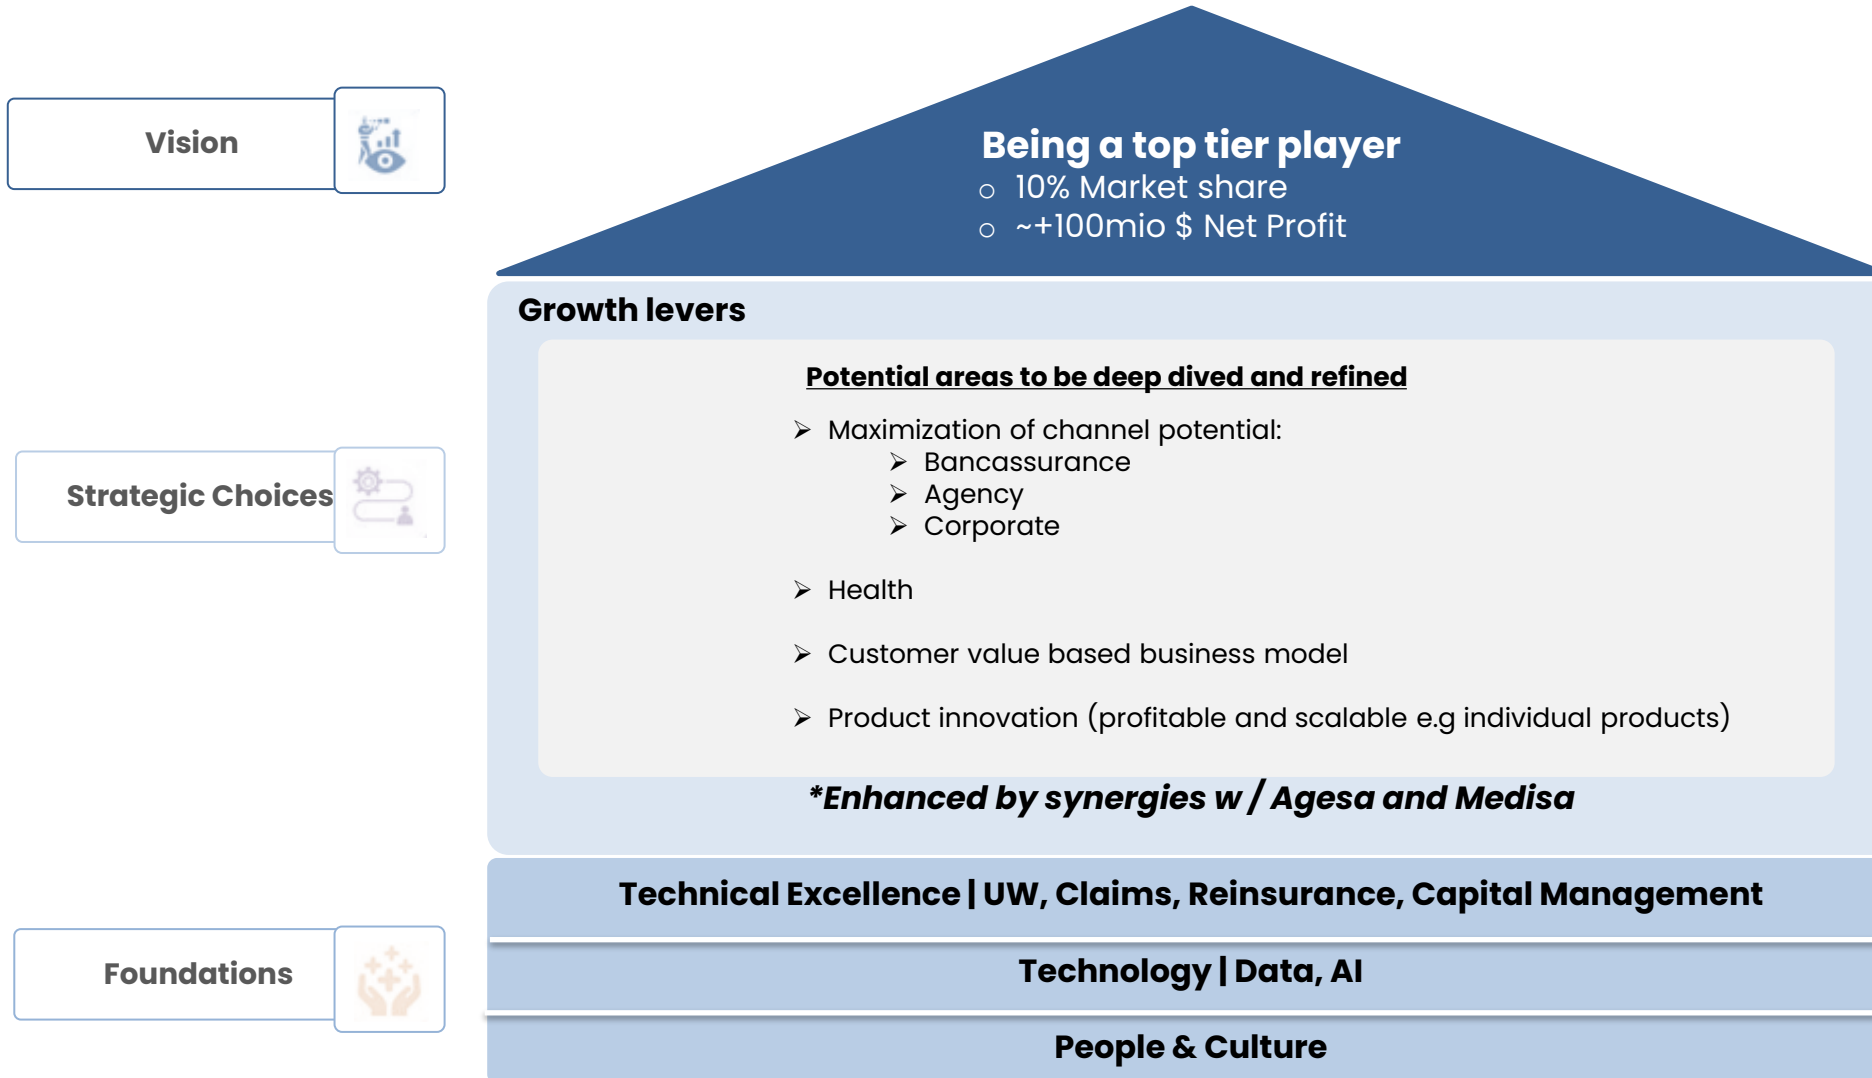 Vision
Being a top tier player
o 10% Market share
o ~+100mio $ Net Profit
Growth levers
Potential areas to be deep dived and refined
➢ Maximization of channel potential:
➢ Bancassurance
➢ Agency
➢ Corporate
Strategic Choices
➢ Health
➢ Customer value based business model
➢ Product innovation (profitable and scalable e.g individual products)
*Enhanced by synergies w / Agesa and Medisa
Foundations
Technical Excellence | UW, Claims, Reinsurance, Capital Management
Technology | Data, AI
People & Culture